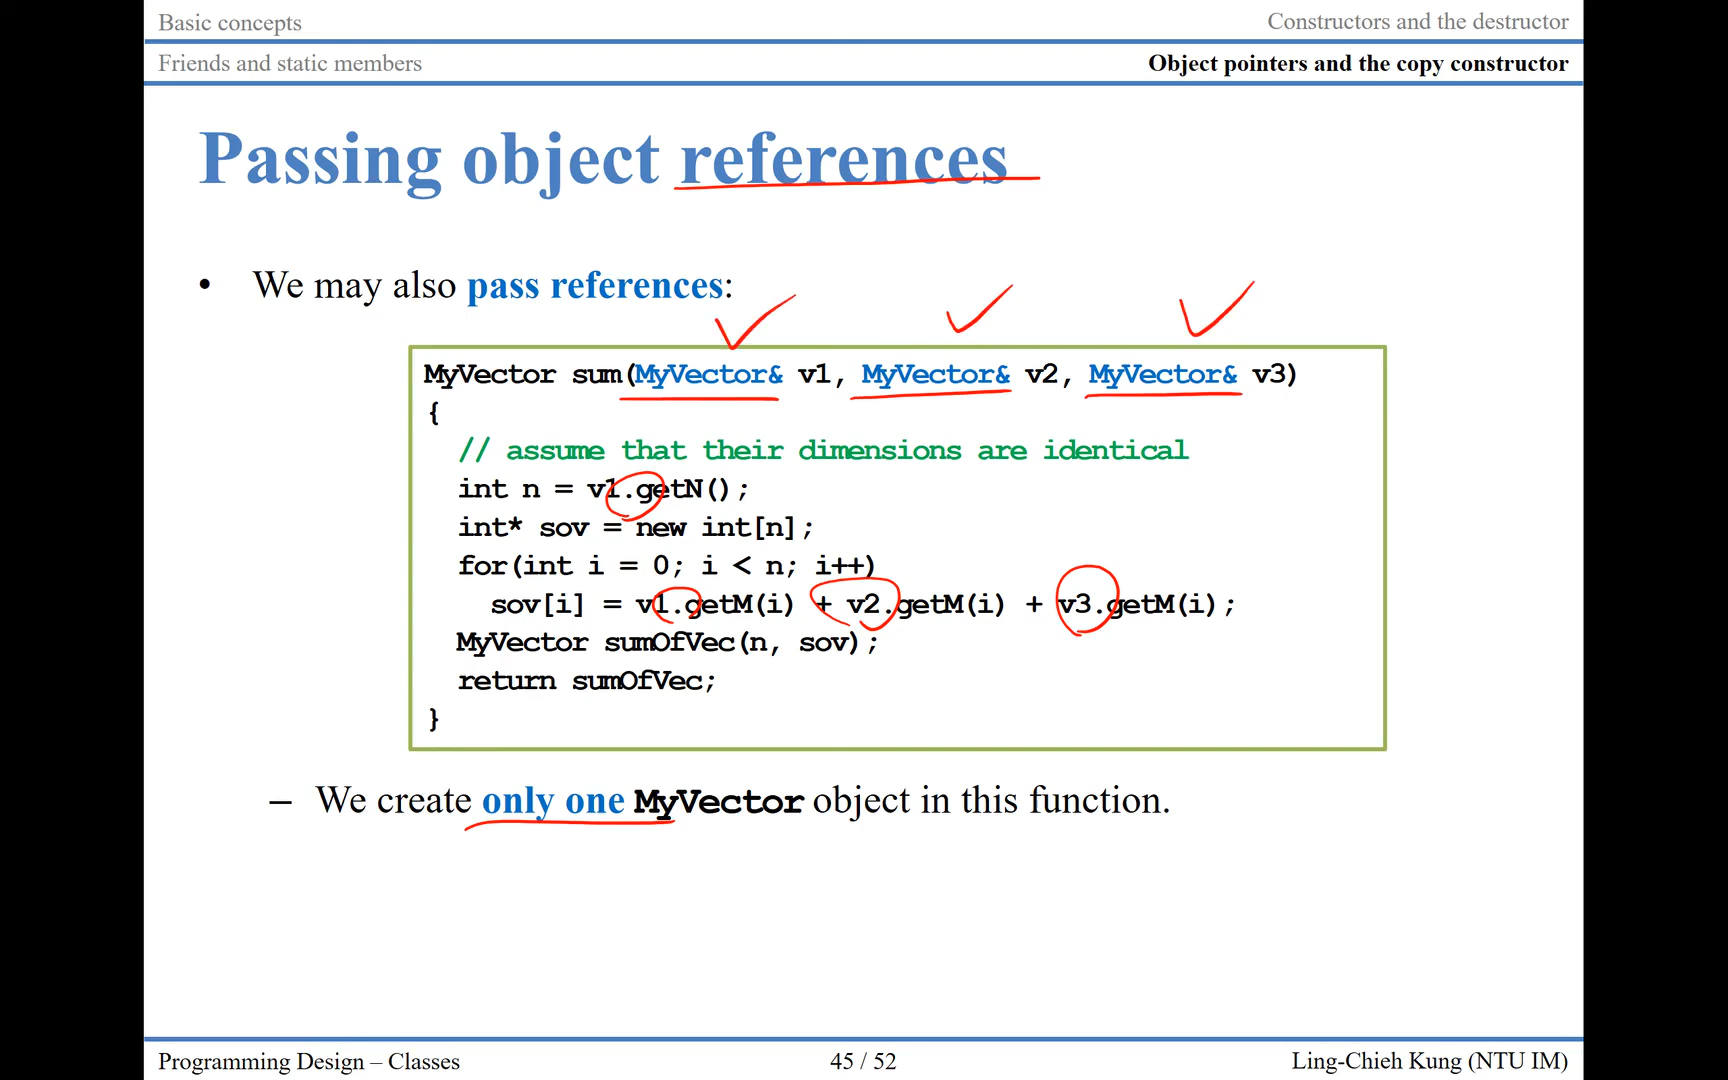 Basic concepts
Constructors and the destructor
Friends and static members
Object pointers and the copy constructor
Passing object references
• We may also pass references:
MyVector sum(MyVector& v1, MyVector& v2, MyVector& v3)
{
// assume that their dimensions are identical
int n = v1.getN();
int* sov = new int[n];
for(int i = 0; i < n; i++)
sov[i] = v1.getM(i) + v2.getM(i) + v3.getM(i);
MyVector sumOfVec(n, sov);
return sumOfVec;
}
– We create only one MyVector object in this function.
Programming Design – Classes
45 / 52
Ling-Chieh Kung (NTU IM)